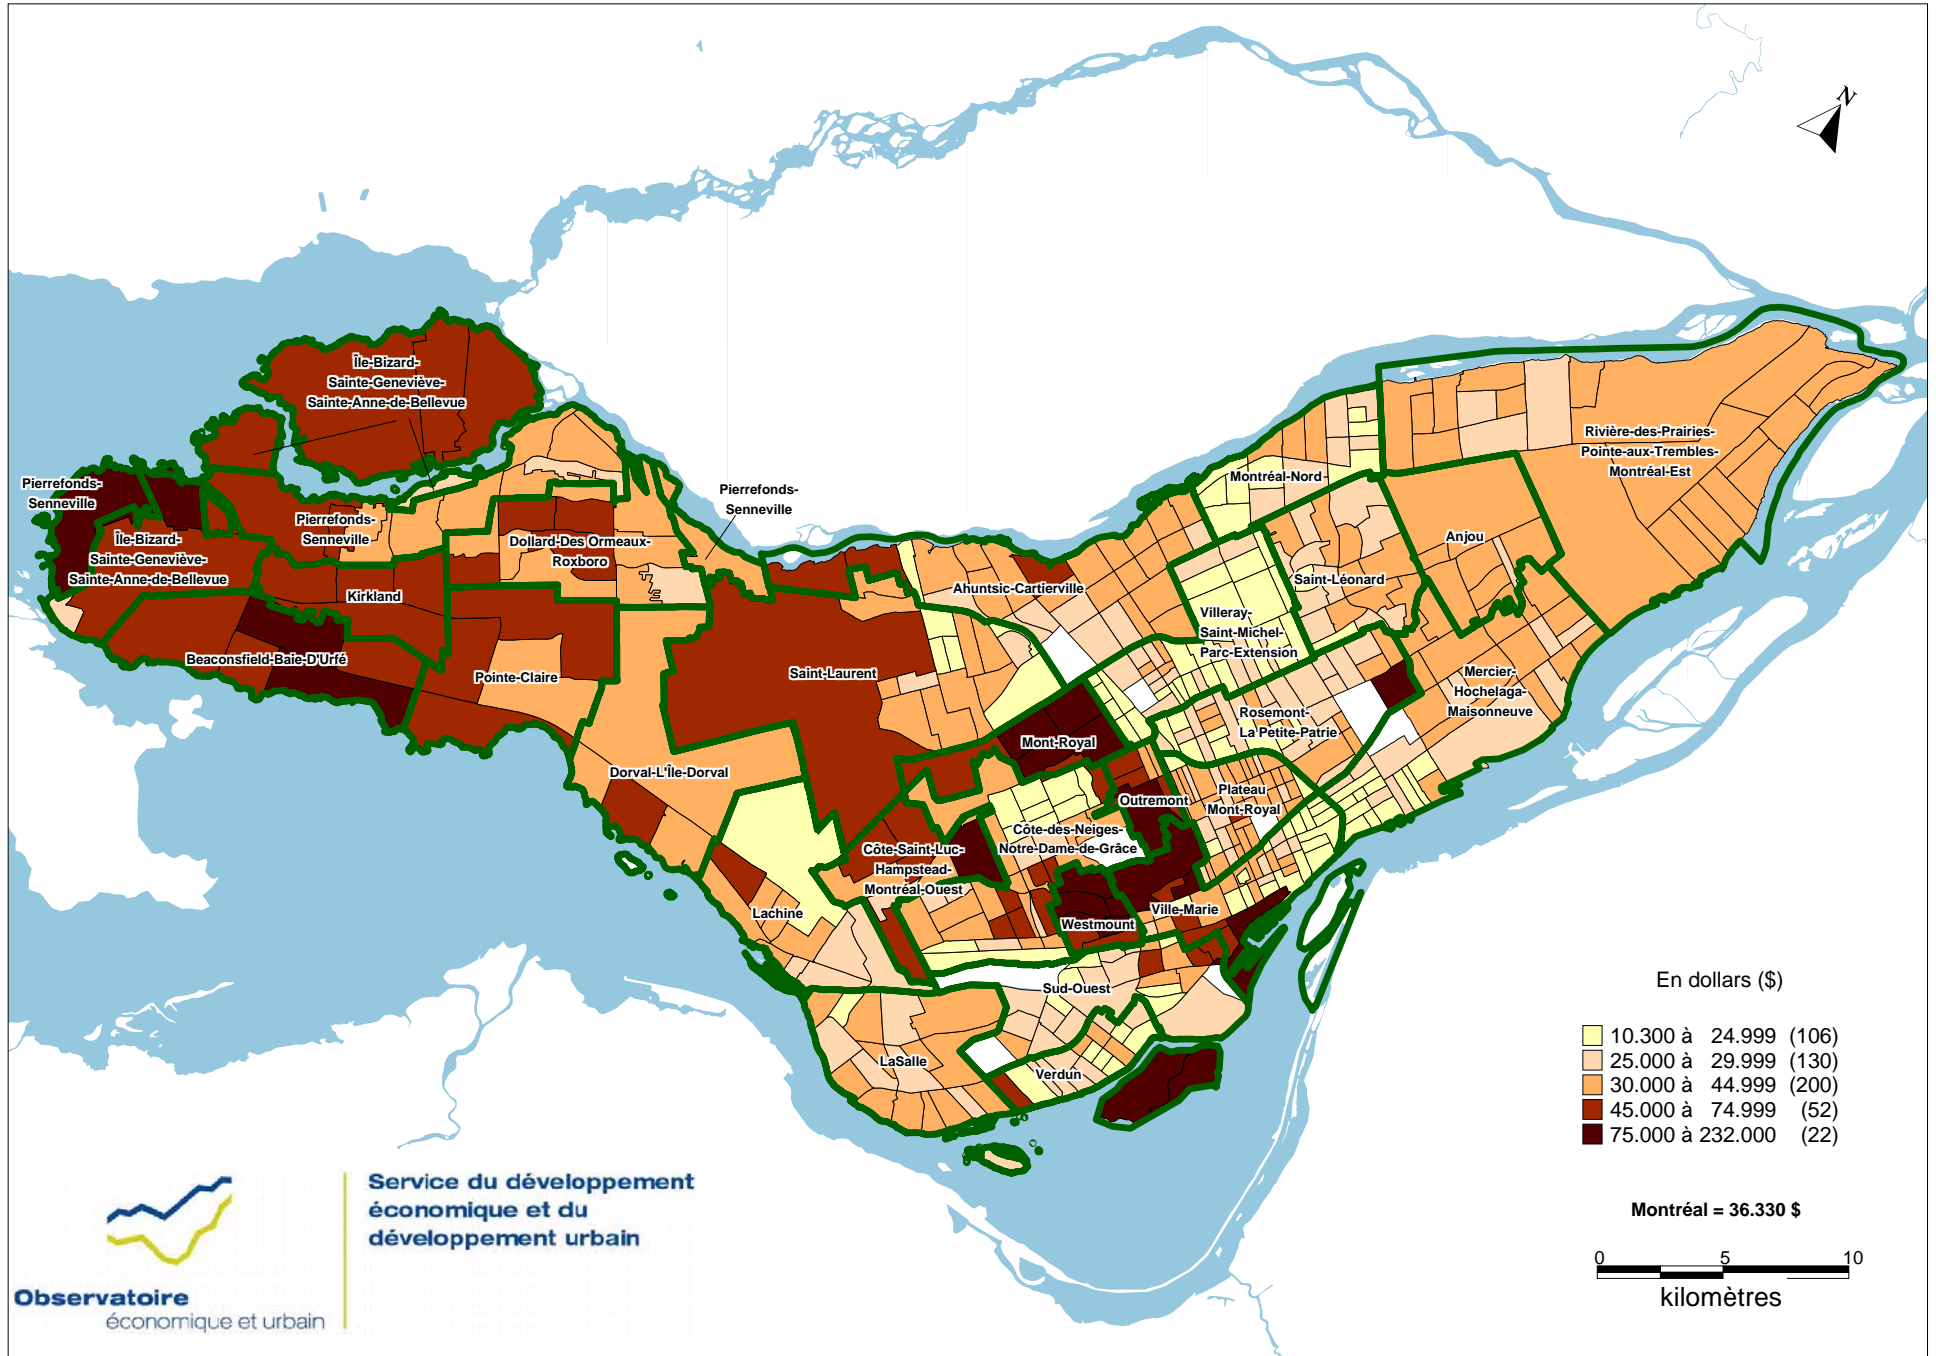 N
Île-Bizard-
Sainte-Geneviève-
Sainte-Anne-de-Bellevue
Pierrefonds-
Senneville
Pierrefonds-
Senneville
Pierrefonds-
Senneville
Île-Bizard-
Sainte-Geneviève-
Sainte-Anne-de-Bellevue
Dollard-Des Ormeaux-
Roxboro
Kirkland
Beaconsfield-Baie-D'Urfé
Pointe-Claire
Dorval-L'Île-Dorval
Saint-Laurent
Ahuntsic-Cartierville
Montréal-Nord
Rivière-des-Prairies-
Pointe-aux-Trembles-
Montréal-Est
Anjou
Saint-Léonard
Villeray-
Saint-Michel-
Parc-Extension
Mercier-
Hochelaga-
Maisonneuve
Rosemont-
La Petite-Patrie
Mont-Royal
Outremont
Plateau
Mont-Royal
Côte-des-Neiges-
Notre-Dame-de-Grâce
Côte-Saint-Luc-
Hampstead-
Montréal-Ouest
Lachine
Westmount
Ville-Marie
Sud-Ouest
LaSalle
Verdun
En dollars ($)
10.300 à 24.999 (106)
25.000 à 29.999 (130)
30.000 à 44.999 (200)
45.000 à 74.999 (52)
75.000 à 232.000 (22)
Montréal = 36.330 $
0 5 10
kilomètres
Service du développement
économique et du
développement urbain
Observatoire
économique et urbain